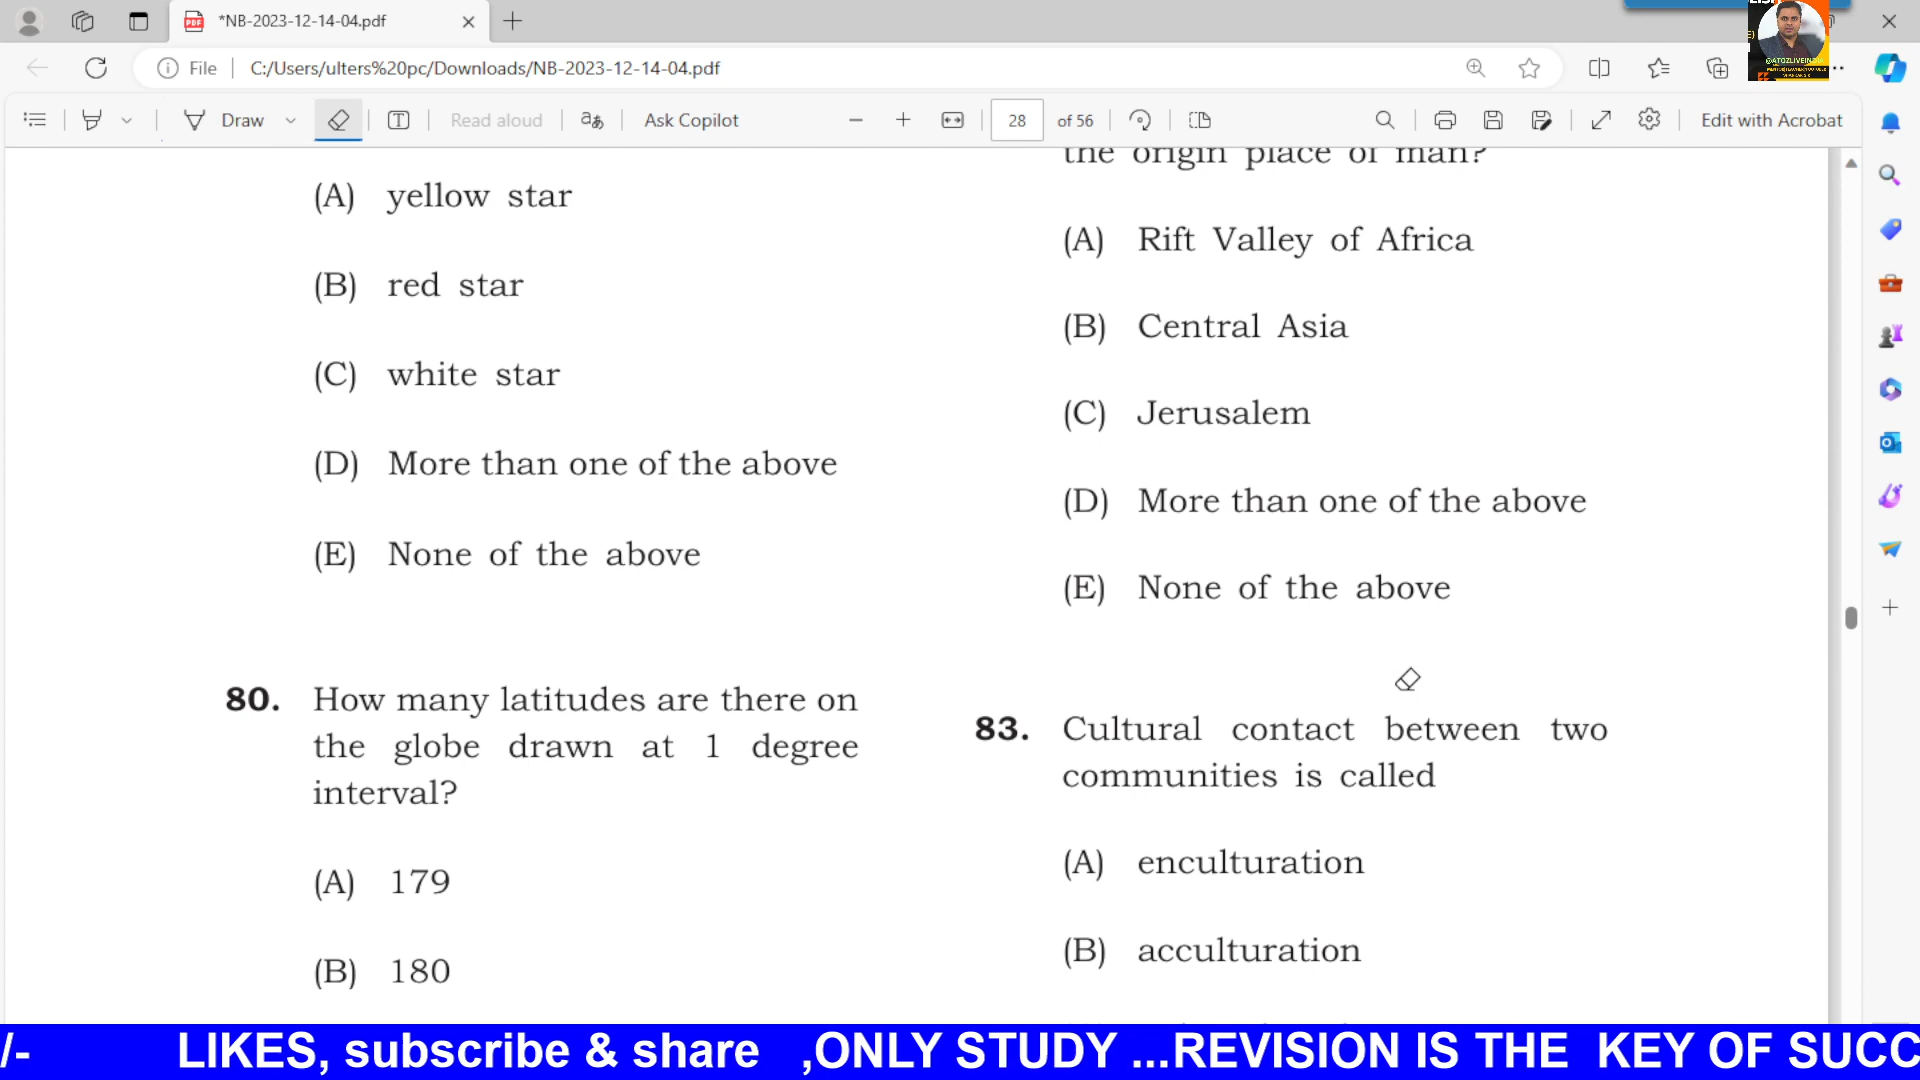 *NB-2023-12-14-04.pdf
File
C:/Users/ulters%20pc/Downloads/NB-2023-12-14-04.pdf
Draw
Read aloud
aあ
Ask Copilot
28 of 56
Edit with Acrobat
@ATOZLIVEINDIA
(A) yellow star
(B) red star
(C) white star
(D) More than one of the above
(E) None of the above
80. How many latitudes are there on
the globe drawn at 1 degree
interval?
(A) 179
(B) 180
the origin place of man?
(A) Rift Valley of Africa
(B) Central Asia
(C) Jerusalem
(D) More than one of the above
(E) None of the above
83. Cultural contact between two
communities is called
(A) enculturation
(B) acculturation
/- LIKES, subscribe & share ,ONLY STUDY ...REVISION IS THE KEY OF SUCC